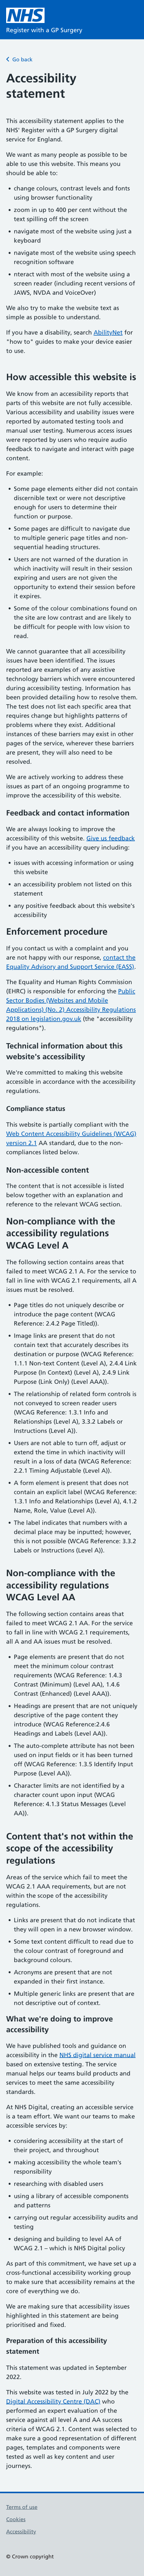 NHS
Register with a GP Surgery
Go back
Accessibility
statement
This accessibility statement applies to the
NHS' Register with a GP Surgery digital
service for England.
We want as many people as possible to be
able to use this website. This means you
should be able to:
• change colours, contrast levels and fonts
using browser functionality
• zoom in up to 400 per cent without the
text spilling off the screen
• navigate most of the website using just a
keyboard
• navigate most of the website using speech
recognition software
• nteract with most of the website using a
screen reader (including recent versions of
JAWS, NVDA and VoiceOver)
We also try to make the website text as
simple as possible to understand.
If you have a disability, search AbilityNet for
"how to" guides to make your device easier
to use.
How accessible this website is
We know from an accessibility reports that
parts of this website are not fully accessible.
Various accessibility and usability issues were
reported by automated testing tools and
manual user testing. Numerous access issues
were reported by users who require audio
feedback to navigate and interact with page
content.
For example:
• Some page elements either did not contain
discernible text or were not descriptive
enough for users to determine their
function or purpose.
• Some pages are difficult to navigate due
to multiple generic page titles and non-
sequential heading structures.
• Users are not warned of the duration in
which inactivity will result in their session
expiring and users are not given the
opportunity to extend their session before
it expires.
• Some of the colour combinations found on
the site are low contrast and are likely to
be difficult for people with low vision to
read.
We cannot guarantee that all accessibility
issues have been identified. The issues
reported are examples of any assistive
technology barriers which were encountered
during accessibility testing. Information has
been provided detailing how to resolve them.
The test does not list each specific area that
requires change but highlights patterns of
problems where they exist. Additional
instances of these barriers may exist in other
pages of the service, wherever these barriers
are present, they will also need to be
resolved.
We are actively working to address these
issues as part of an ongoing programme to
improve the accessibility of this website.
Feedback and contact information
We are always looking to improve the
accessibility of this website. Give us feedback
if you have an accessibility query including:
• issues with accessing information or using
this website
• an accessibility problem not listed on this
statement
• any positive feedback about this website's
accessibility
Enforcement procedure
If you contact us with a complaint and you
are not happy with our response, contact the
Equality Advisory and Support Service (EASS).
The Equality and Human Rights Commission
(EHRC) is responsible for enforcing the Public
Sector Bodies (Websites and Mobile
Applications) (No. 2) Accessibility Regulations
2018 on legislation.gov.uk (the "accessibility
regulations").
Technical information about this
website's accessibility
We're committed to making this website
accessible in accordance with the accessibility
regulations.
Compliance status
This website is partially compliant with the
Web Content Accessibility Guidelines (WCAG)
version 2.1 AA standard, due to the non-
compliances listed below.
Non-accessible content
The content that is not accessible is listed
below together with an explanation and
reference to the relevant WCAG section.
Non-compliance with the
accessibility regulations
WCAG Level A
The following section contains areas that
failed to meet WCAG 2.1 A. For the service to
fall in line with WCAG 2.1 requirements, all A
issues must be resolved.
• Page titles do not uniquely describe or
introduce the page content (WCAG
Reference: 2.4.2 Page Titled)).
• Image links are present that do not
contain text that accurately describes its
destination or purpose (WCAG Reference:
1.1.1 Non-text Content (Level A), 2.4.4 Link
Purpose (In Context) (Level A), 2.4.9 Link
Purpose (Link Only) (Level AAA)).
• The relationship of related form controls is
not conveyed to screen reader users
(WCAG Reference: 1.3.1 Info and
Relationships (Level A), 3.3.2 Labels or
Instructions (Level A)).
• Users are not able to turn off, adjust or
extend the time in which inactivity will
result in a loss of data (WCAG Reference:
2.2.1 Timing Adjustable (Level A)).
• A form element is present that does not
contain an explicit label (WCAG Reference:
1.3.1 Info and Relationships (Level A), 4.1.2
Name, Role, Value (Level A)).
• The label indicates that numbers with a
decimal place may be inputted; however,
this is not possible (WCAG Reference: 3.3.2
Labels or Instructions (Level A)).
Non-compliance with the
accessibility regulations
WCAG Level AA
The following section contains areas that
failed to meet WCAG 2.1 AA. For the service
to fall in line with WCAG 2.1 requirements,
all A and AA issues must be resolved.
• Page elements are present that do not
meet the minimum colour contrast
requirements (WCAG Reference: 1.4.3
Contrast (Minimum) (Level AA), 1.4.6
Contrast (Enhanced) (Level AAA)).
• Headings are present that are not uniquely
descriptive of the page content they
introduce (WCAG Reference:2.4.6
Headings and Labels (Level AA)).
• The auto-complete attribute has not been
used on input fields or it has been turned
off (WCAG Reference: 1.3.5 Identify Input
Purpose (Level AA)).
• Character limits are not identified by a
character count upon input (WCAG
Reference: 4.1.3 Status Messages (Level
AA)).
Content that's not within the
scope of the accessibility
regulations
Areas of the service which fail to meet the
WCAG 2.1 AAA requirements, but are not
within the scope of the accessibility
regulations.
• Links are present that do not indicate that
they will open in a new browser window.
• Some text content difficult to read due to
the colour contrast of foreground and
background colours.
• Acronyms are present that are not
expanded in their first instance.
• Multiple generic links are present that are
not descriptive out of context.
What we're doing to improve
accessibility
We have published tools and guidance on
accessibility in the NHS digital service manual
based on extensive testing. The service
manual helps our teams build products and
services to meet the same accessibility
standards.
At NHS Digital, creating an accessible service
is a team effort. We want our teams to make
accessible services by:
• considering accessibility at the start of
their project, and throughout
• making accessibility the whole team's
responsibility
• researching with disabled users
• using a library of accessible components
and patterns
• carrying out regular accessibility audits and
testing
• designing and building to level AA of
WCAG 2.1 – which is NHS Digital policy
As part of this commitment, we have set up a
cross-functional accessibility working group
to make sure that accessibility remains at the
core of everything we do.
We are making sure that accessibility issues
highlighted in this statement are being
prioritised and fixed.
Preparation of this accessibility
statement
This statement was updated in September
2022.
This website was tested in July 2022 by the
Digital Accessibility Centre (DAC) who
performed an expert evaluation of the
service against all level A and AA success
criteria of WCAG 2.1. Content was selected to
make sure a good representation of different
pages, templates and components were
tested as well as key content and user
journeys.
Terms of use
Cookies
Accessibility
© Crown copyright